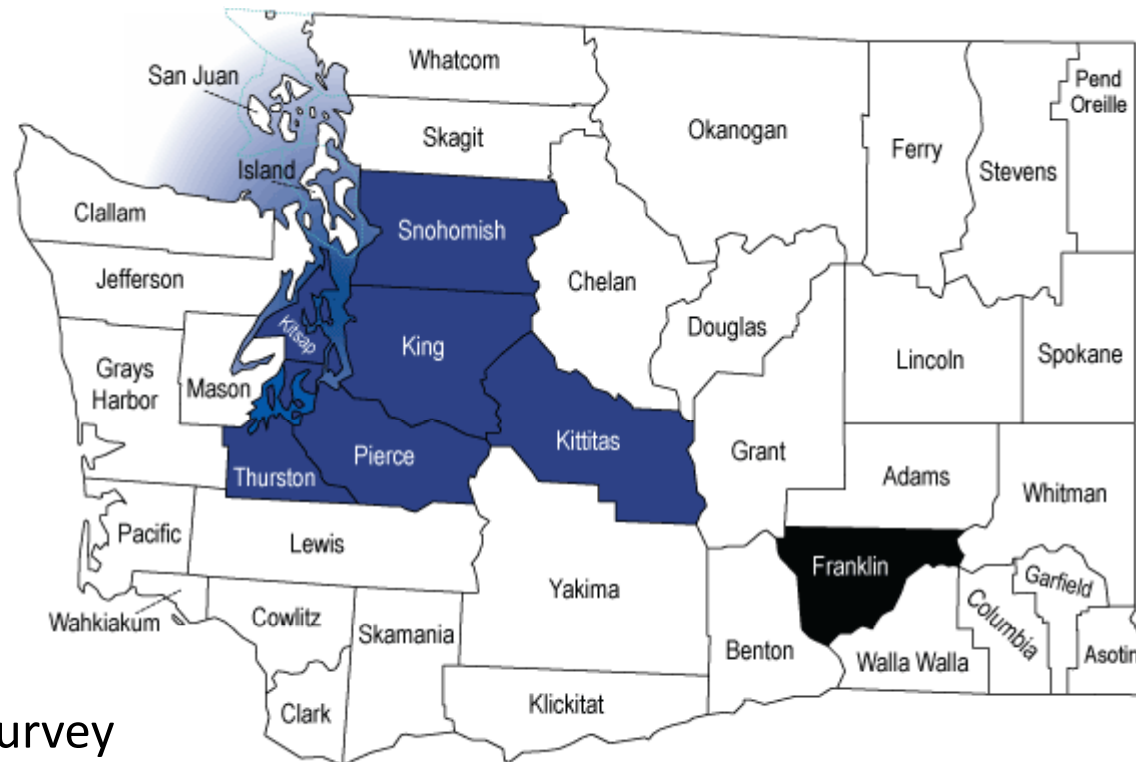 Whatcom
San Juan
Pend
Oreille
Okanogan
Skagit
Ferry
Stevens
Island
Clallam
Snohomish
Jefferson
Chelan
Douglas
Kitsap
King
Lincoln
Spokane
Grays
Harbor
Mason
Kittitas
Grant
Pierce
Thurston
Adams
Whitman
Pacific
Lewis
Franklin
Garfield
Yakima
Columbia
Wahkiakum
Cowlitz
Skamania
Benton
Walla Walla
Asotin
Klickitat
Clark
urvey